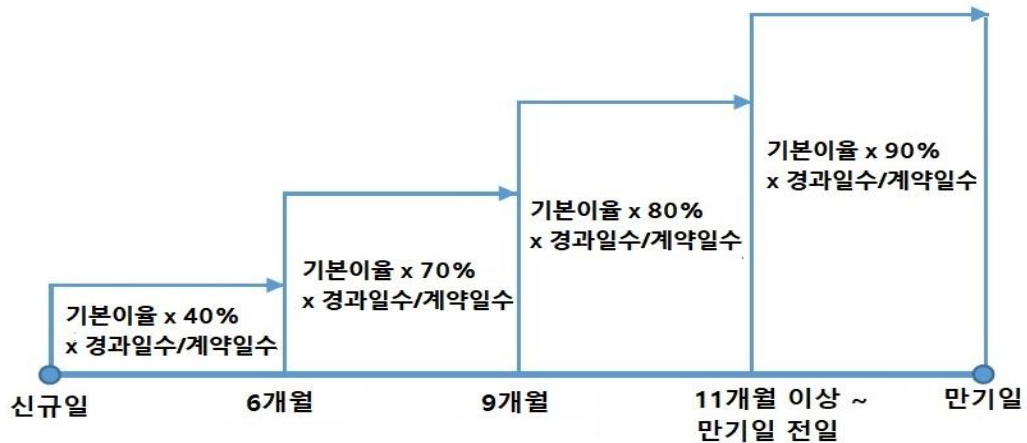 기본이율 x 40%
x 경과일수/계약일수
기본이율 x 70%
x 경과일수/계약일수
기본이율 x 80%
x 경과일수/계약일수
기본이율 x 90%
x 경과일수/계약일수
신규일
6개월
9개월
11개월 이상 ~
만기일 전일
만기일